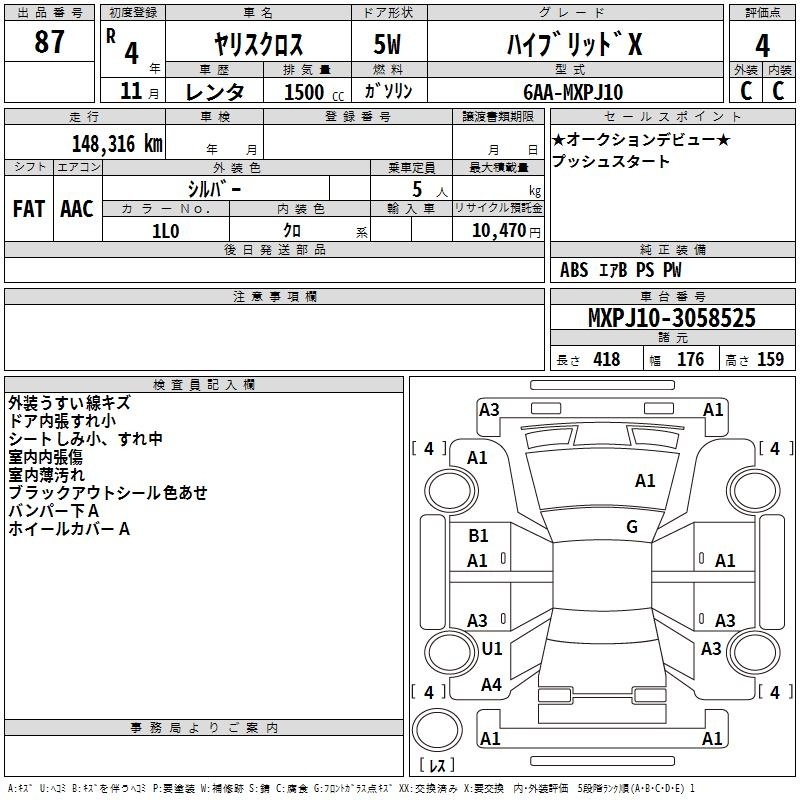 出品番号
87
初度登録
R 4 年
11 月
車名
ヤリスクロス
ドア形状
5W
グレード
ハイブリッドX
評価点
4
車歴
レンタ
排気量
1500 CC
燃料
ｶﾞｿﾘﾝ
型式
6AA-MXPJ10
外装 内装
C C
走行
148,316 km
車検
年 月
登録番号
譲渡書類期限
月 日
シフト
FAT
エアコン
AAC
外装色
ｼﾙﾊﾞｰ
乗車定員
5 人
最大積載量
kg
カラーNo.
1L0
内装色
ｸﾛ 系
輸入車
リサイクル預託金
10,470 円
後日発送部品
セールスポイント
★オークションデビュー★
プッシュスタート
純正装備
ABS ｴｱB PS PW
注意事項欄
車台番号
MXPJ10-3058525
諸元
長さ 418 幅 176 高さ 159
検査員記入欄
外装うすい線キズ
ドア内張すれ小
シートしみ小、すれ中
室内内張傷
室内薄汚れ
ブラックアウトシール色あせ
バンパー下A
ホイールカバーA
事務局よりご案内
A3 A1
[ 4 ] A1 [ 4 ]
A1
G
B1
A1 A1
A3 A3
U1 A3
[ 4 ] A4 [ 4 ]
A1 A1
[ ﾚｽ ]
A:ｷｽﾞ U:ﾍｺﾐ B:ｷｽﾞを伴うﾍｺﾐ P:要塗装 W:補修跡 S:錆 C:腐食 G:ﾌﾛﾝﾄｶﾞﾗｽ点ｷｽﾞ XX:交換済み X:要交換 内･外装評価 5段階ﾗﾝｸ順(A･B･C･D･E) 1